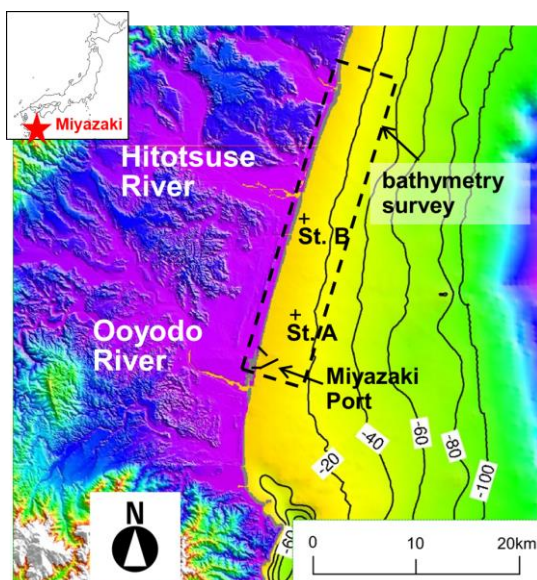 Miyazaki
Hitotsuse
River
bathymetry
survey
St. B
Ooyodo
River
St. A
Miyazaki
Port
-20
-40
-60
-80
-100
N
0 10 20km